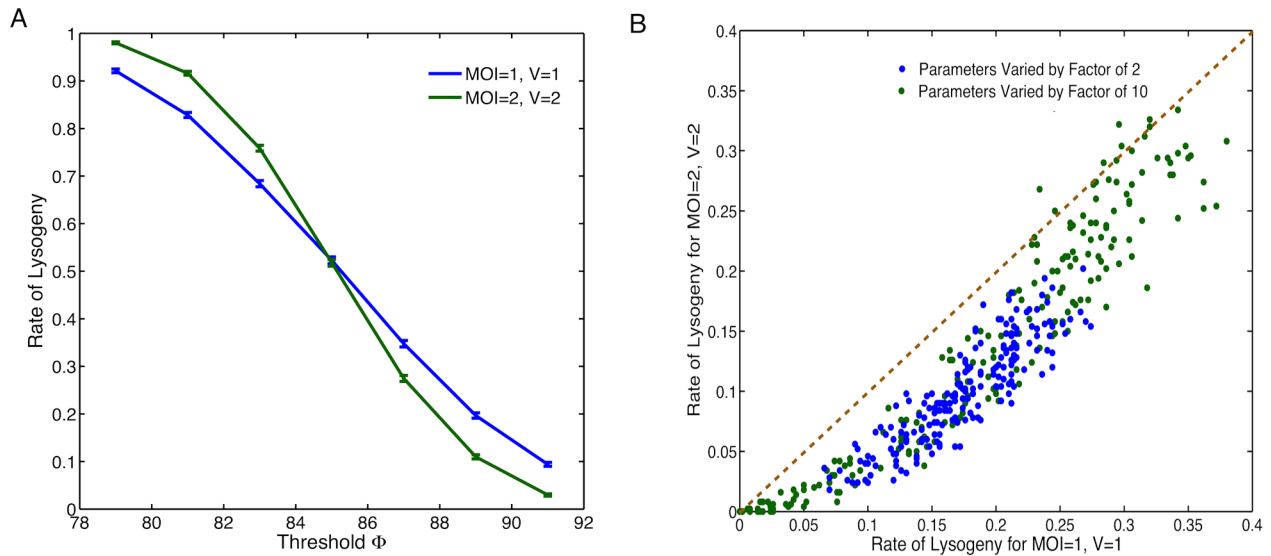 A
Rate of Lysogeny
1
0.9
0.8
0.7
0.6
0.5
0.4
0.3
0.2
0.1
0
78 80 82 84 86 88 90 92
Threshold Φ
MOI=1, V=1
MOI=2, V=2
B
Rate of Lysogeny for MOI=2, V=2
0.4
0.35
0.3
0.25
0.2
0.15
0.1
0.05
0
0 0.05 0.1 0.15 0.2 0.25 0.3 0.35 0.4
Rate of Lysogeny for MOI=1, V=1
Parameters Varied by Factor of 2
Parameters Varied by Factor of 10